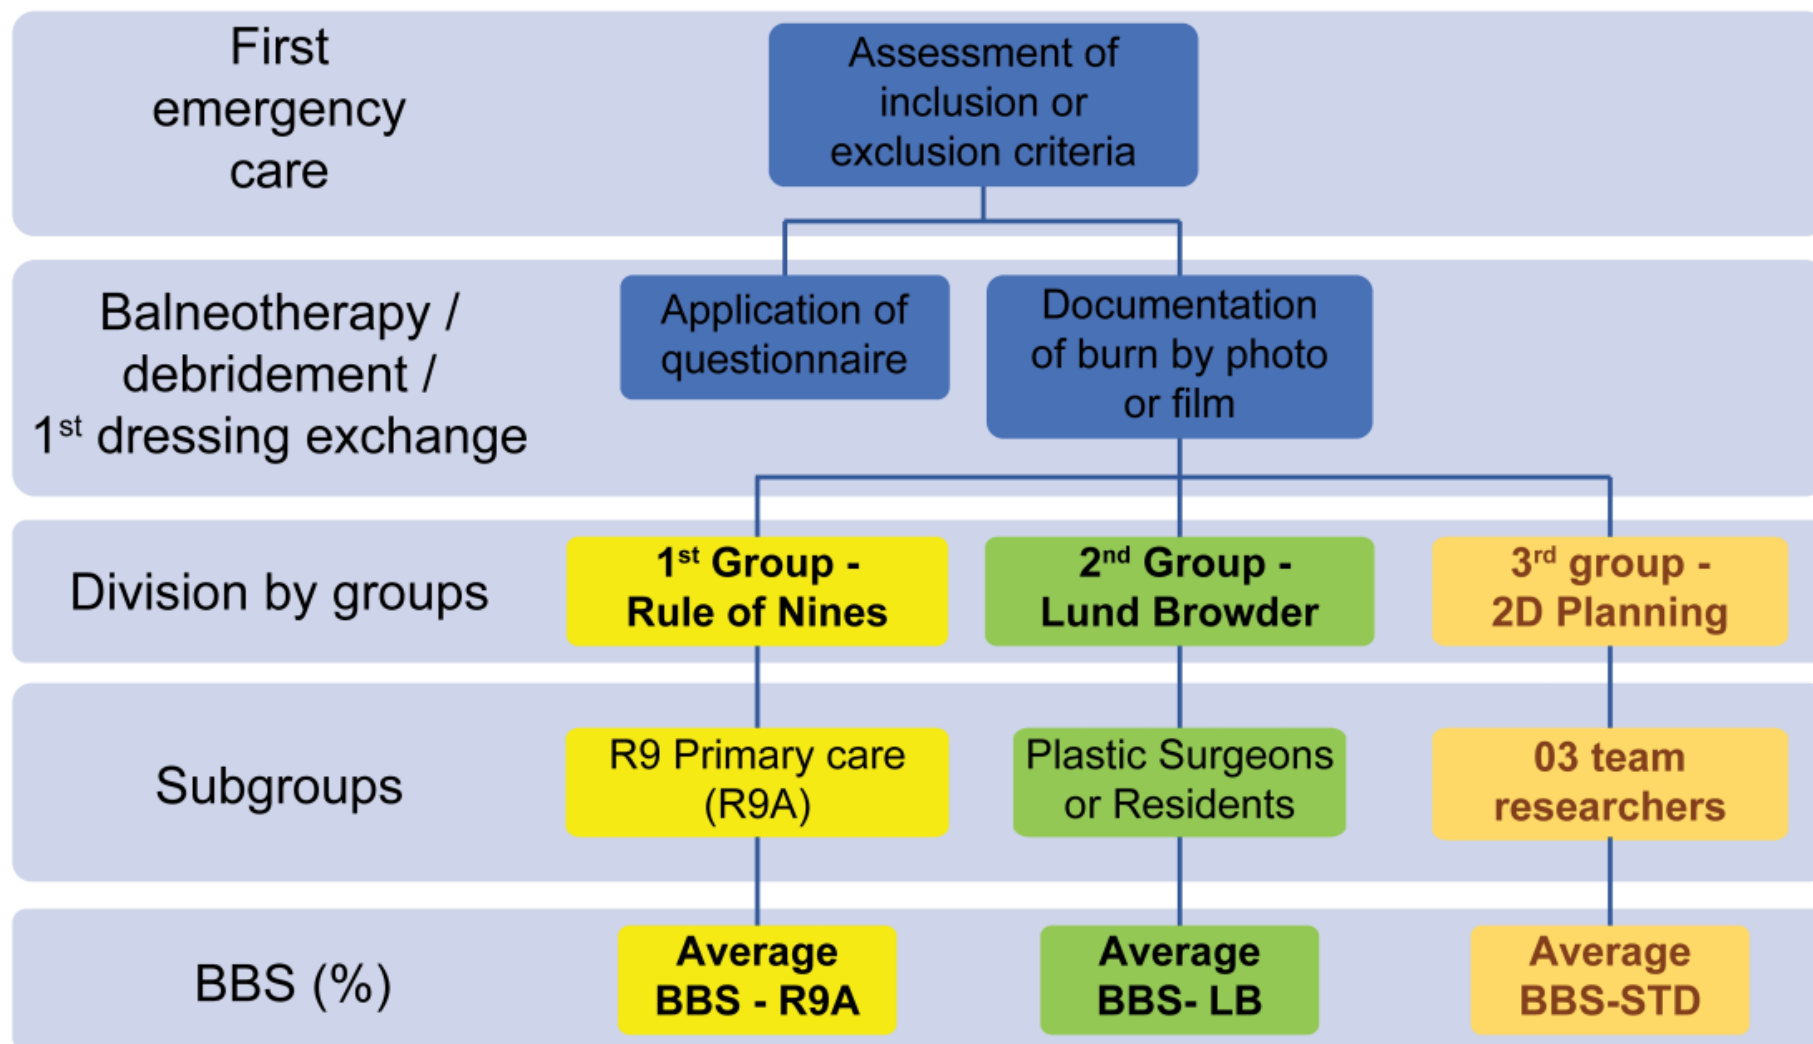 First
emergency
care
Assessment of
inclusion or
exclusion criteria
Balneotherapy /
debridement /
1st dressing exchange
Application of
questionnaire
Documentation
of burn by photo
or film
Division by groups
1st Group -
Rule of Nines
2nd Group -
Lund Browder
3rd group -
2D Planning
Subgroups
R9 Primary care
(R9A)
Plastic Surgeons
or Residents
03 team
researchers
BBS (%)
Average
BBS - R9A
Average
BBS- LB
Average
BBS-STD